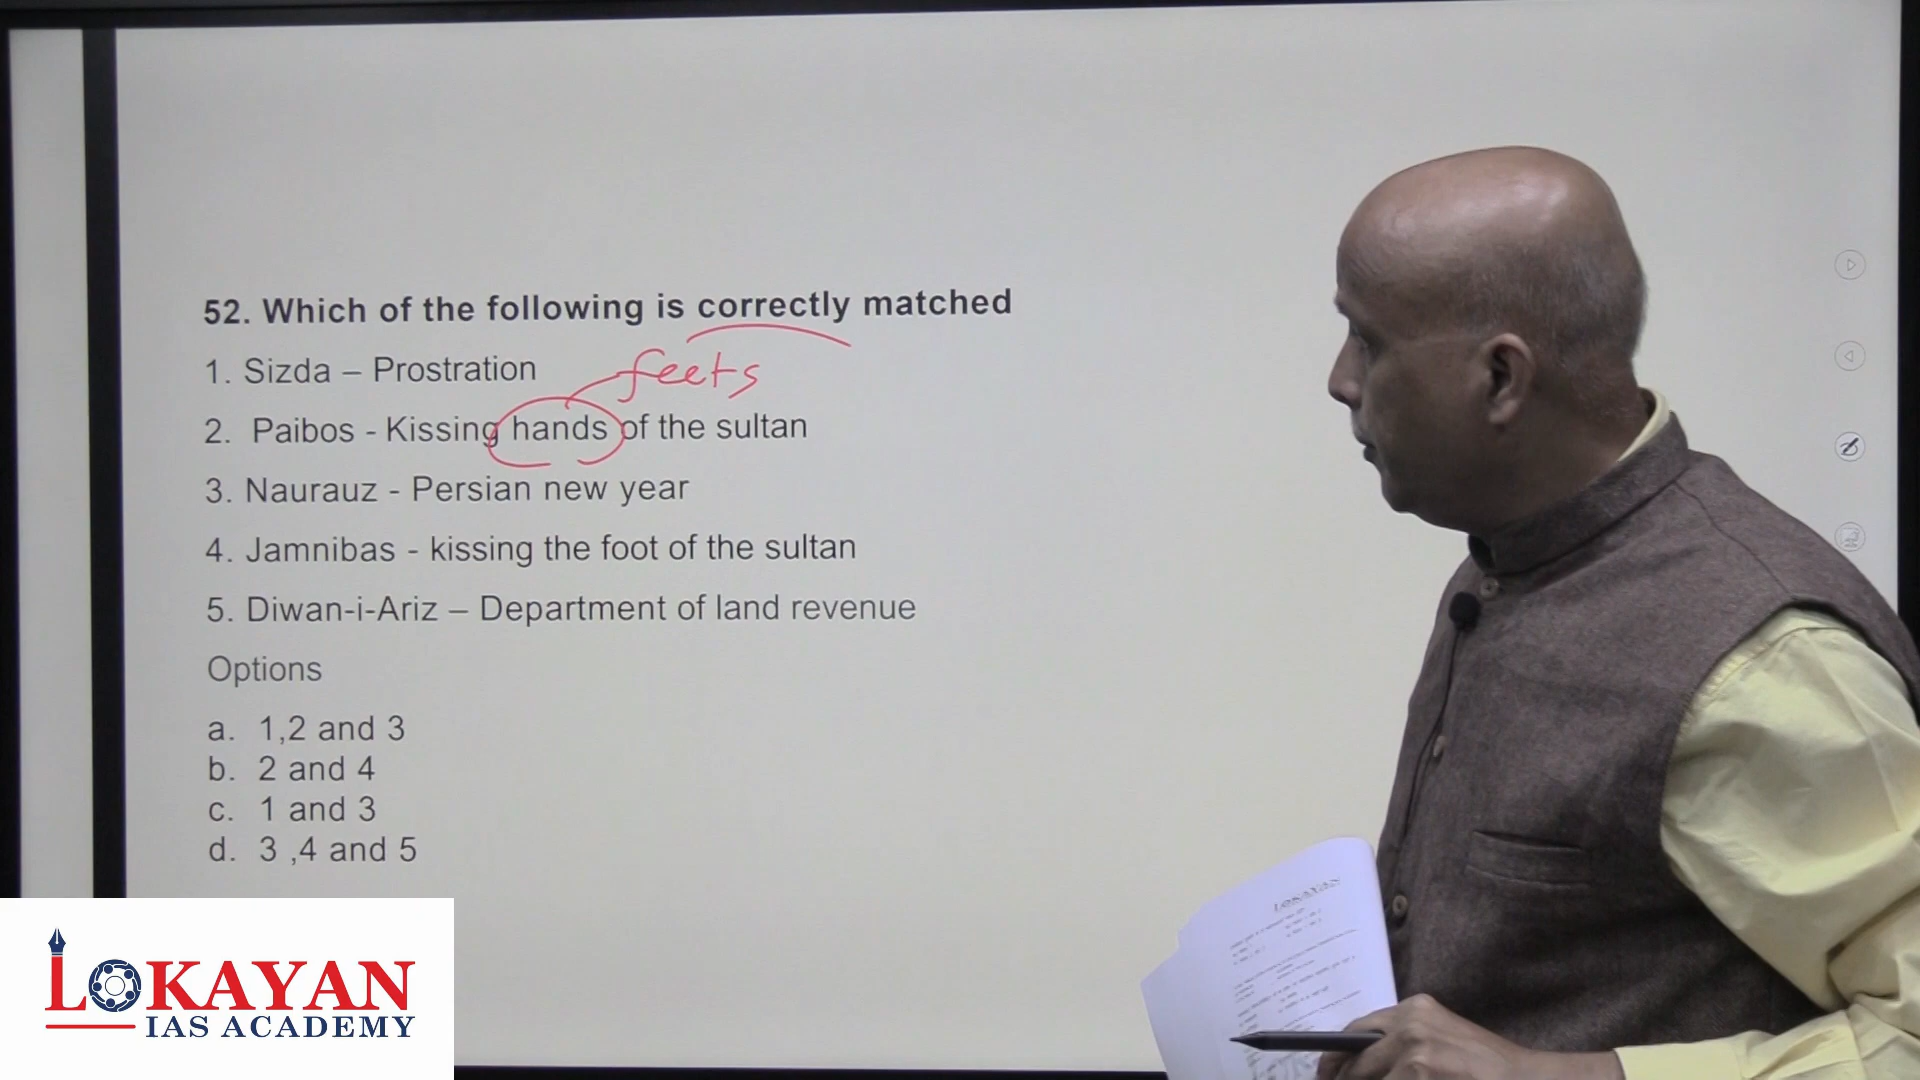 52. Which of the following is correctly matched
1. Sizda – Prostration
feets
2. Paibos - Kissing hands of the sultan
3. Naurauz - Persian new year
4. Jamnibas - kissing the foot of the sultan
5. Diwan-i-Ariz – Department of land revenue
Options
a. 1,2 and 3
b. 2 and 4
c. 1 and 3
d. 3 ,4 and 5
LOKAYAN
LOKAYAN
IAS ACADEMY